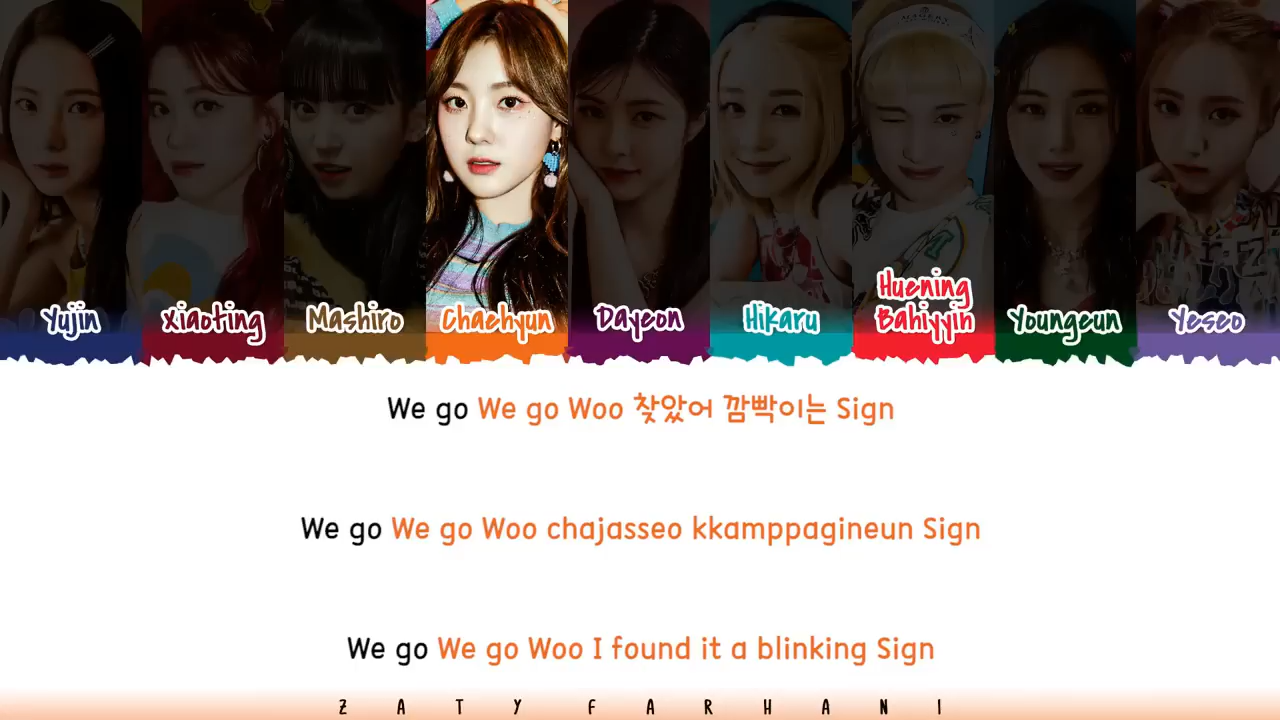 Yujin
Xiaoting
Mashiro
Chaehyun
Dayeon
Hikaru
Huening
Bahiyyih
Youngeun
Yeseo
We go We go Woo 찾았어 깜빡이는 Sign
We go We go Woo chajasseo kkamppagineun Sign
We go We go Woo I found it a blinking Sign
ZATY FARHANI